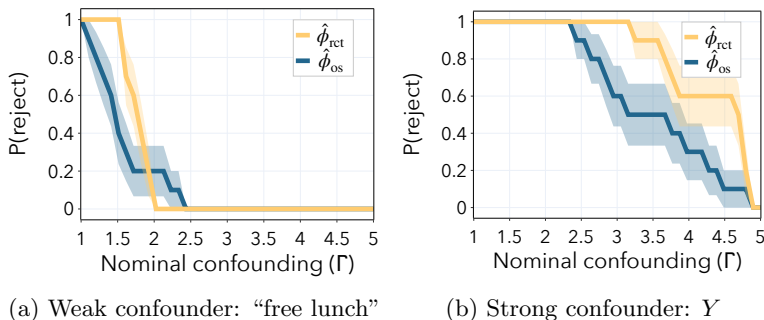 P(reject)
1
0.8
0.6
0.4
0.2
0
ϕ̂rct
ϕ̂os
1 1.5 2 2.5 3 3.5 4 4.5 5
Nominal confounding (Γ)
(a) Weak confounder: “free lunch”
P(reject)
1
0.8
0.6
0.4
0.2
0
ϕ̂rct
ϕ̂os
1 1.5 2 2.5 3 3.5 4 4.5 5
Nominal confounding (Γ)
(b) Strong confounder: Y